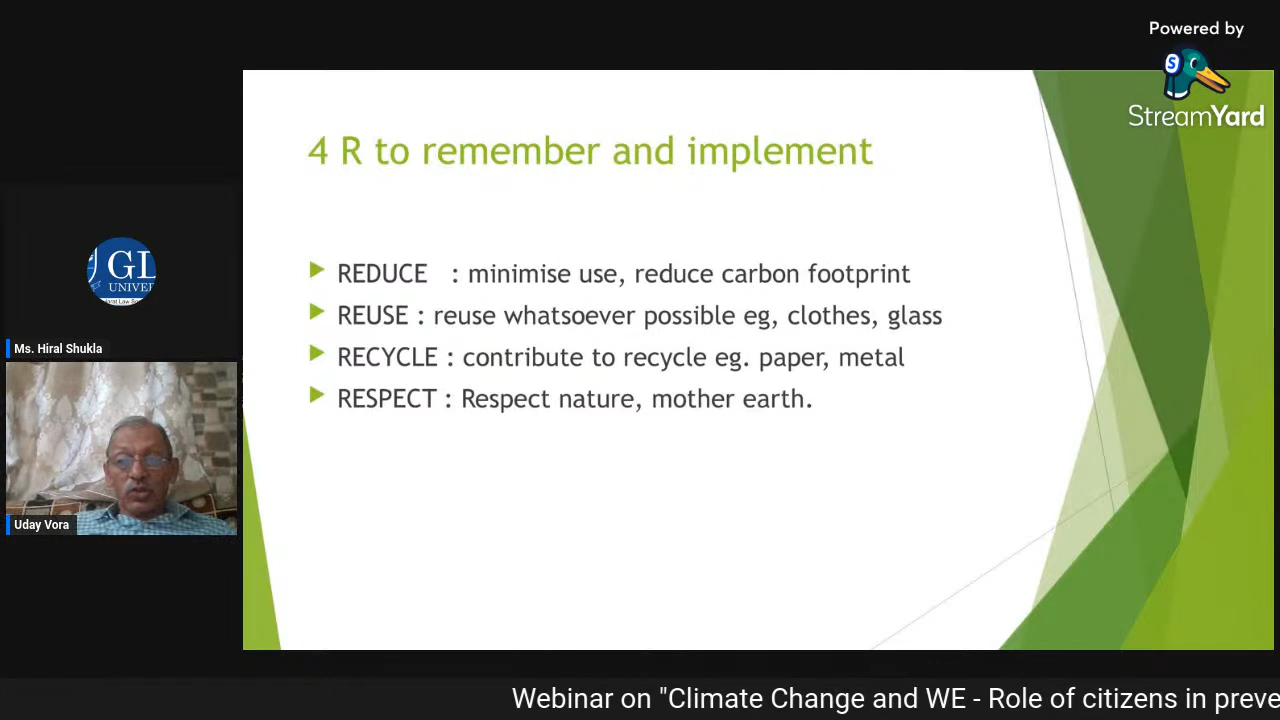 Powered by
StreamYard
4 R to remember and implement
REDUCE : minimise use, reduce carbon footprint
REUSE : reuse whatsoever possible eg, clothes, glass
RECYCLE : contribute to recycle eg. paper, metal
RESPECT : Respect nature, mother earth.
GL
UNIVER
Ms. Hiral Shukla
Uday Vora
Webinar on "Climate Change and WE - Role of citizens in preve